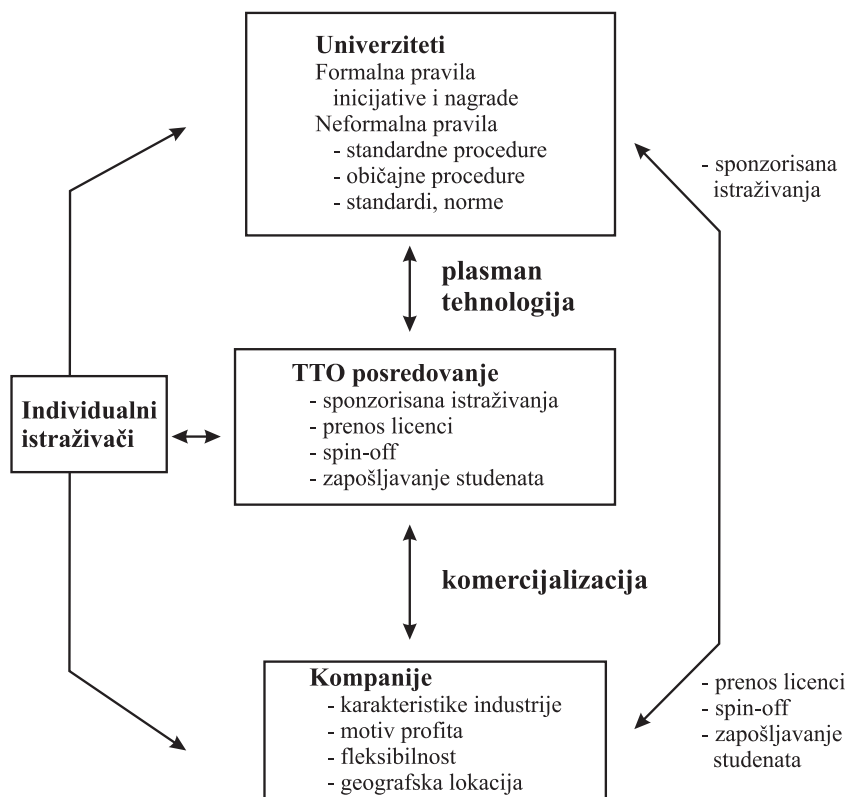 Univerziteti
Formalna pravila
inicijative i nagrade
Neformalna pravila
- standardne procedure
- običajne procedure
- standardi, norme
- sponzorisana
istraživanja
plasman
tehnologija
TTO posredovanje
- sponzorisana istraživanja
- prenos licenci
- spin-off
- zapošljavanje studenata
Individualni
istraživači
komercijalizacija
Kompanije
- karakteristike industrije
- motiv profita
- fleksibilnost
- geografska lokacija
- prenos licenci
- spin-off
- zapošljavanje
studenata